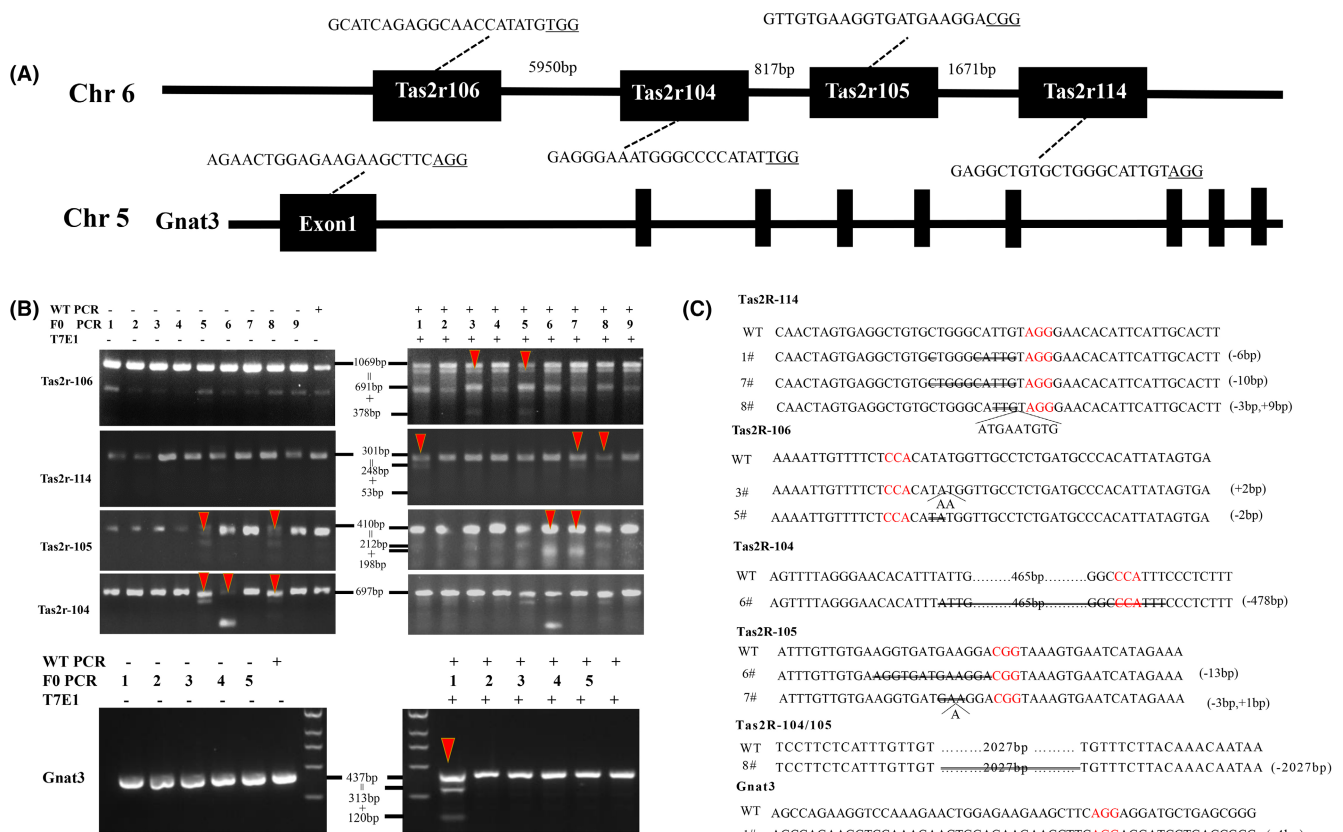 (A)
GCATCAGAGGCAACCATATGTGG
GTTGTGAAGGTGATGAAGGACGG
Chr 6
Tas2r106
5950bp
Tas2r104
817bp
Tas2r105
1671bp
Tas2r114
AGAACTGGAGAAGAAGCTTCAGG
GAGGGAAATGGGCCCCATATTGG
GAGGCTGTGCTGGGCATTGTAGG
Chr 5 Gnat3
Exon1
(B)
WT PCR - - - - - - - - - +
F0 PCR 1 2 3 4 5 6 7 8 9
T7E1 - - - - - - - - - -
WT PCR + + + + + + + + +
1 2 3 4 5 6 7 8 9
+ + + + + + + + +
Tas2r-106
1069bp
=
691bp
+
378bp
Tas2r-114
301bp
=
248bp
+
53bp
Tas2r-105
410bp
=
212bp
+
198bp
Tas2r-104
697bp
WT PCR - - - - - +
F0 PCR 1 2 3 4 5
T7E1 - - - - - -
WT PCR + + + + + +
F0 PCR 1 2 3 4 5
T7E1 + + + + + +
Gnat3
437bp
=
313bp
+
120bp
(C)
Tas2R-114
WT CAACTAGTGAGGCTGTGCTGGGCATTGTAGGGAACACATTCATTGCACTT
1# CAACTAGTGAGGCTGTGCTGGGCATTGTAGGGAACACATTCATTGCACTT (-6bp)
7# CAACTAGTGAGGCTGTGCTGGGCATTGTAGGGAACACATTCATTGCACTT (-10bp)
8# CAACTAGTGAGGCTGTGCTGGGCATTGTAGGGAACACATTCATTGCACTT (-3bp,+9bp)
ATGAATGTG
Tas2R-106
WT AAAATTGTTTTCTCCACATATGGTTGCCTCTGATGCCCACATTATAGTGA
3# AAAATTGTTTTCTCCACATATGGTTGCCTCTGATGCCCACATTATAGTGA (+2bp)
AA
5# AAAATTGTTTTCTCCACATATGGTTGCCTCTGATGCCCACATTATAGTGA (-2bp)
Tas2R-104
WT AGTTTTAGGGAACACATTTATTG.........465bp..........GGCCCATTTCCCTCTTT
6# AGTTTTAGGGAACACATTTATTG.........465bp..........GGCCCATTTCCCTCTTT (-478bp)
Tas2R-105
WT ATTTGTTGTGAAGGTGATGAAGGACGGTAAAGTGAATCATAGAAA
6# ATTTGTTGTGAAGGTGATGAAGGACGGTAAAGTGAATCATAGAAA (-13bp)
7# ATTTGTTGTGAAGGTGATGAAGGACGGTAAAGTGAATCATAGAAA (-3bp,+1bp)
A
Tas2R-104/105
WT TCCTTCTCATTTGTTGT .........2027bp ......... TGTTTCTTACAAACAATAA
8# TCCTTCTCATTTGTTGT .........2027bp .........TGTTTCTTACAAACAATAA (-2027bp)
Gnat3
WT AGCCAGAAGGTCCAAAGAACTGGAGAAGAAGCTTCAGGAGGATGCTGAGCGGG